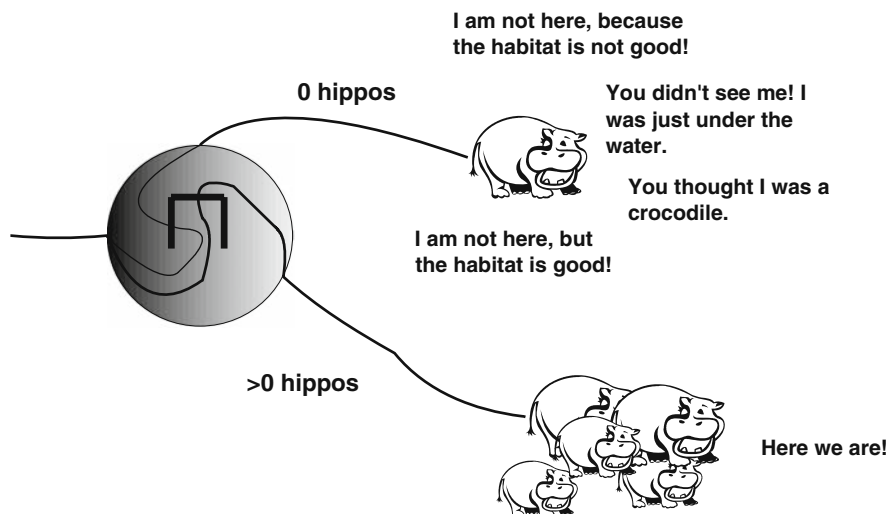 I am not here, because
the habitat is not good!
0 hippos
You didn't see me! I
was just under the
water.
You thought I was a
crocodile.
I am not here, but
the habitat is good!
>0 hippos
Here we are!